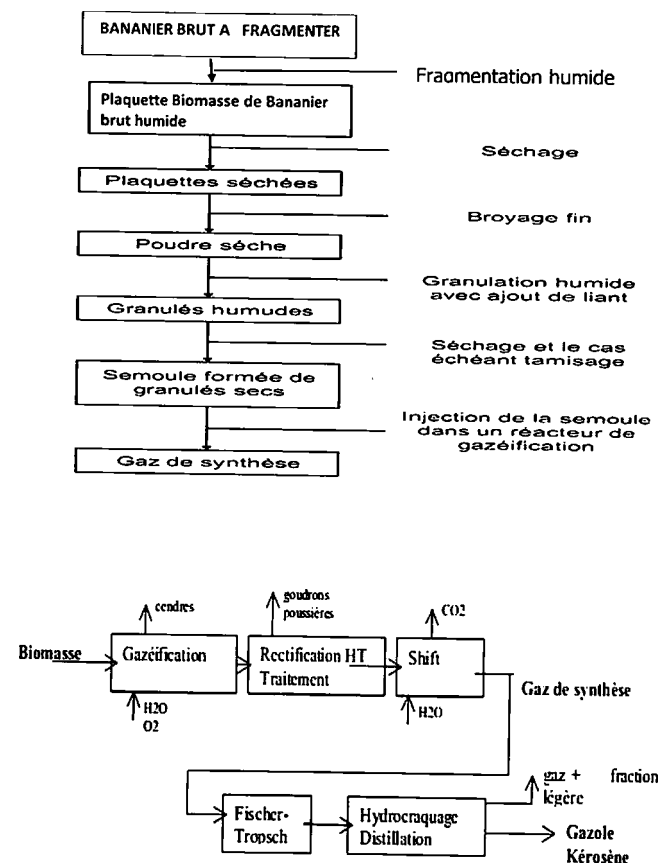 BANANIER BRUT A FRAGMENTER
Fragmentation humide
Plaquette Biomasse de Bananier
brut humide
Séchage
Plaquettes séchées
Broyage fin
Poudre sèche
Granulation humide
avec ajout de liant
Granulés humudes
Séchage et le cas
échéant tamisage
Semoule formée de
granulés secs
Injection de la semoule
dans un réacteur de
gazéification
Gaz de synthèse
cendres
goudrons
poussières
CO2
Biomasse
Gazéification
Rectification HT
Traitement
Shift
H2O
O2
H2O
Gaz de synthèse
gaz + fraction
légère
Fischer-
Tropsch
Hydrocraquage
Distillation
Gazole
Kérosène